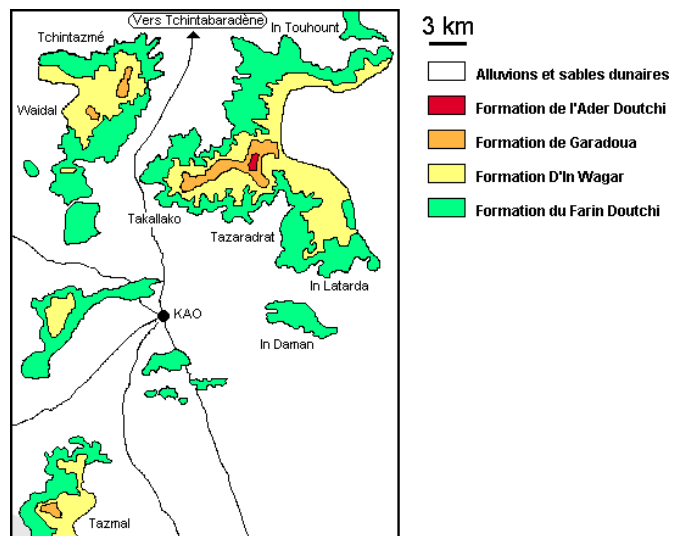 Vers Tchintabaradène
In Touhount
Tchintazmé
Waidal
Takallako
Tazaradrat
In Latarda
KAO
In Daman
Tazmal
3 km
Alluvions et sables dunaires
Formation de l'Ader Doutchi
Formation de Garadoua
Formation D'In Wagar
Formation du Farin Doutchi